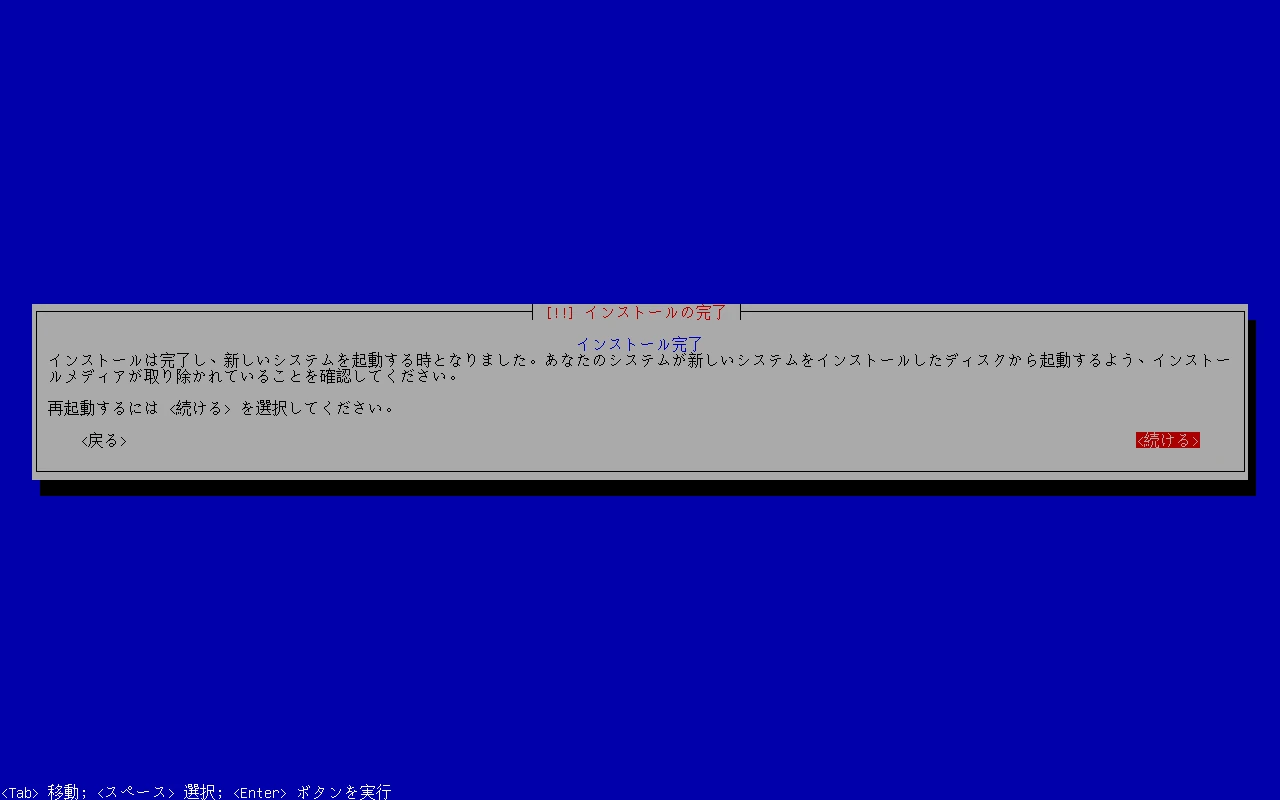 [!!] インストールの完了
インストール完了
インストールは完了し、新しいシステムを起動する時となりました。あなたのシステムが新しいシステムをインストールしたディスクから起動するよう、インストー
ルメディアが取り除かれていることを確認してください。
再起動するには <続ける> を選択してください。
<戻る> <続ける>
<Tab> 移動; <スペース> 選択; <Enter> ボタンを実行